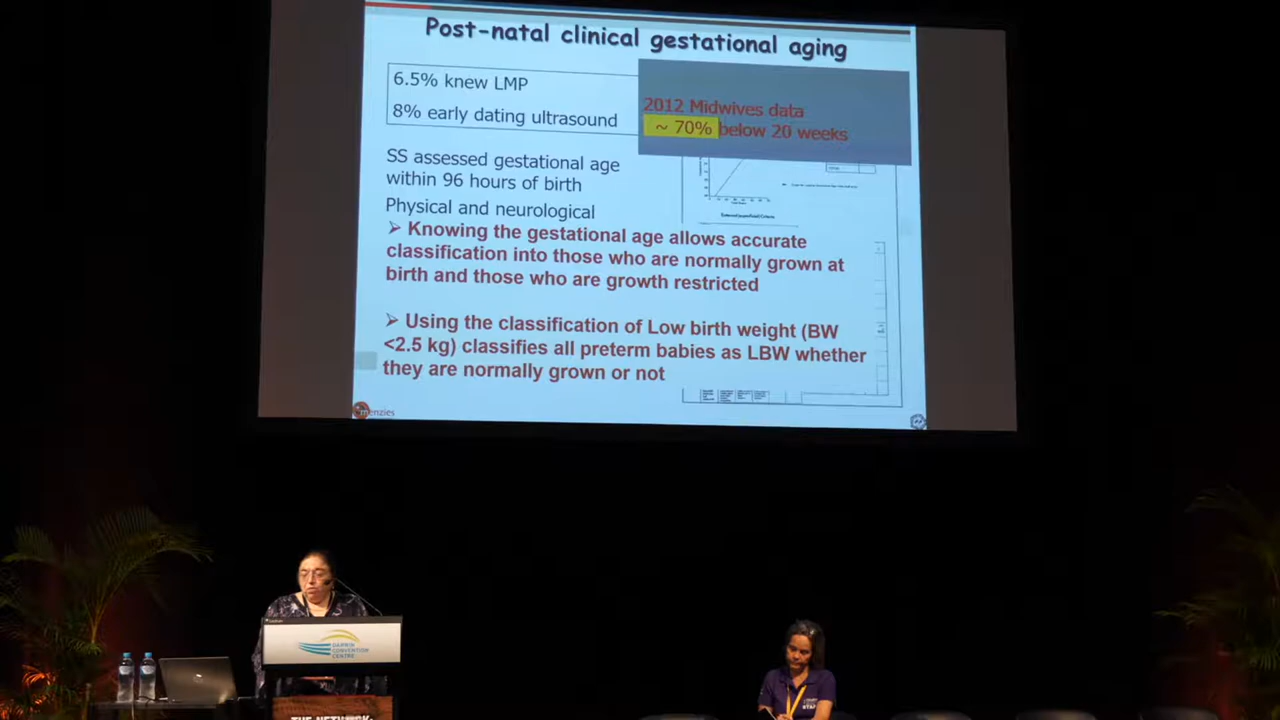 Post-natal clinical gestational aging
6.5% knew LMP
8% early dating ultrasound
2012 Midwives data
~ 70% below 20 weeks
SS assessed gestational age
within 96 hours of birth
Physical and neurological
➢ Knowing the gestational age allows accurate
classification into those who are normally grown at
birth and those who are growth restricted
➢ Using the classification of Low birth weight (BW
<2.5 kg) classifies all preterm babies as LBW whether
they are normally grown or not
menzies
DARWIN
CONVENTION
CENTRE
THE NETWORK:
STAFF